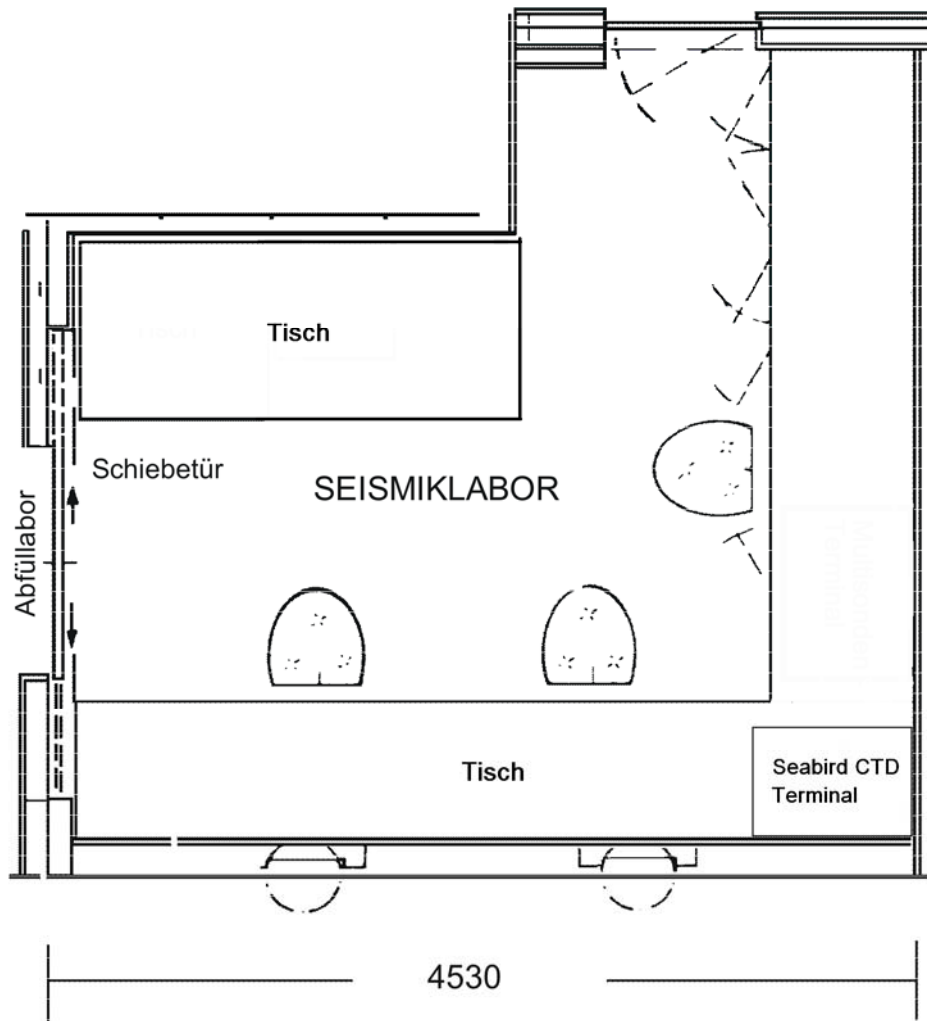 Tisch
Schiebetür
SEISMIKLABOR
Abfüllabor
Tisch
Seabird CTD
Terminal
4530